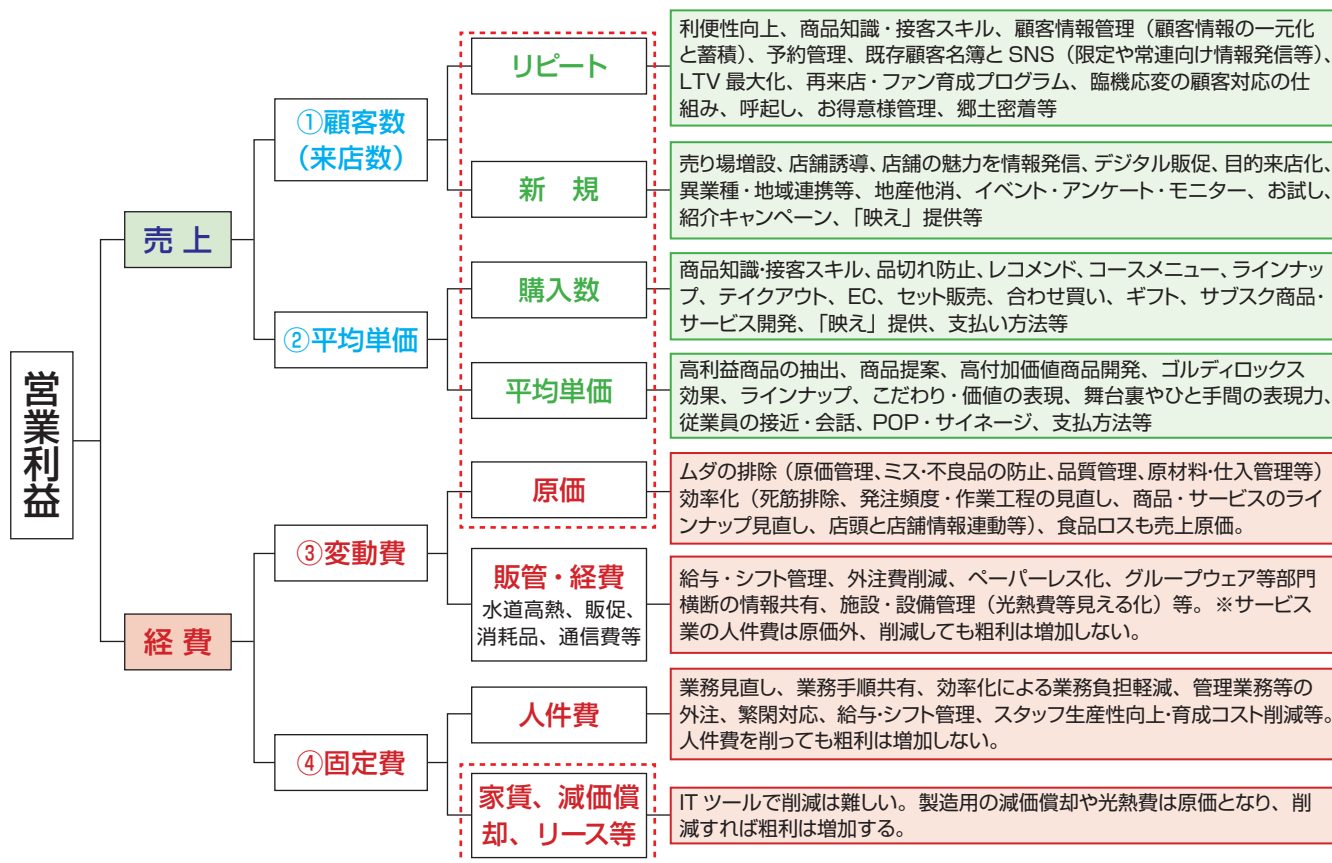 営業利益
売上
経費
①顧客数
（来店数）
②平均単価
③変動費
④固定費
リピート
利便性向上、商品知識・接客スキル、顧客情報管理（顧客情報の一元化
と蓄積）、予約管理、既存顧客名簿と SNS（限定や常連向け情報発信等）、
LTV 最大化、再来店・ファン育成プログラム、臨機応変の顧客対応の仕
組み、呼起し、お得意様管理、郷土密着等
新　規
売り場増設、店舗誘導、店舗の魅力を情報発信、デジタル販促、目的来店化、
異業種・地域連携等、地産他消、イベント・アンケート・モニター、お試し、
紹介キャンペーン、「映え」提供等
購入数
商品知識・接客スキル、品切れ防止、レコメンド、コースメニュー、ラインナッ
プ、テイクアウト、EC、セット販売、合わせ買い、ギフト、サブスク商品・
サービス開発、「映え」提供、支払い方法等
平均単価
高利益商品の抽出、商品提案、高付加価値商品開発、ゴルディロックス
効果、ラインナップ、こだわり・価値の表現、舞台裏やひと手間の表現力、
従業員の接近・会話、POP・サイネージ、支払方法等
原価
ムダの排除（原価管理、ミス・不良品の防止、品質管理、原材料・仕入管理等）
効率化（死筋排除、発注頻度・作業工程の見直し、商品・サービスのライ
ンナップ見直し、店頭と店舗情報連動等）、食品ロスも売上原価。
販管・経費
水道高熱、販促、
消耗品、通信費等
給与・シフト管理、外注費削減、ペーパーレス化、グループウェア等部門
横断の情報共有、施設・設備管理（光熱費等見える化）等。※サービス
業の人件費は原価外、削減しても粗利は増加しない。
人件費
業務見直し、業務手順共有、効率化による業務負担軽減、管理業務等の
外注、繁閑対応、給与・シフト管理、スタッフ生産性向上・育成コスト削減等。
人件費を削っても粗利は増加しない。
家賃、減価償
却、リース等
IT ツールで削減は難しい。製造用の減価償却や光熱費は原価となり、削
減すれば粗利は増加する。